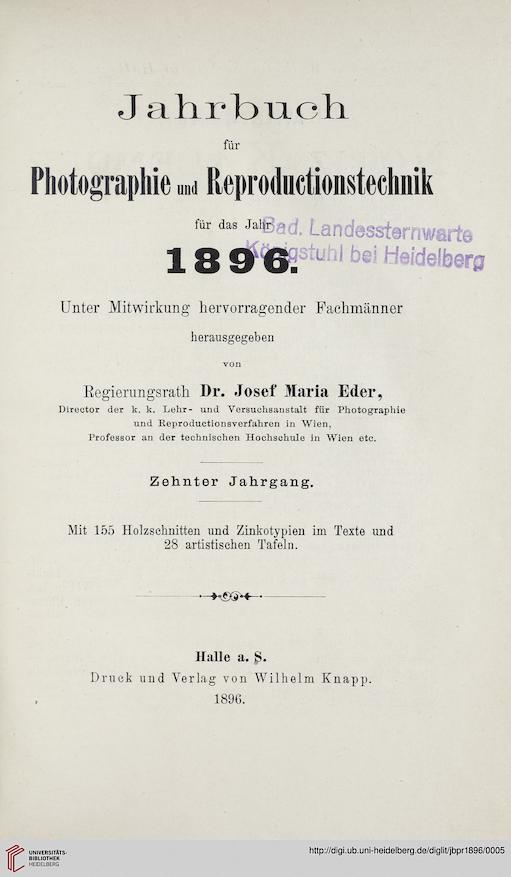 Jahrbuch
für
Photographie und Reproductionstechnik
für das Jahr
Bad. Landessternwarte
1896.
Königstuhl bei Heidelberg
Unter Mitwirkung hervorragender Fachmänner
herausgegeben
von
Regierungsrath Dr. Josef Maria Eder,
Director der k. k. Lehr- und Versuchsanstalt für Photographie
und Reproductionsverfahren in Wien,
Professor an der technischen Hochschule in Wien etc.
Zehnter Jahrgang.
Mit 155 Holzschnitten und Zinkotypien im Texte und
28 artistischen Tafeln.
Halle a. S.
Druck und Verlag von Wilhelm Knapp.
1896.
UNIVERSITÄTS-
BIBLIOTHEK
HEIDELBERG
http://digi.ub.uni-heidelberg.de/diglit/jbpr1896/0005